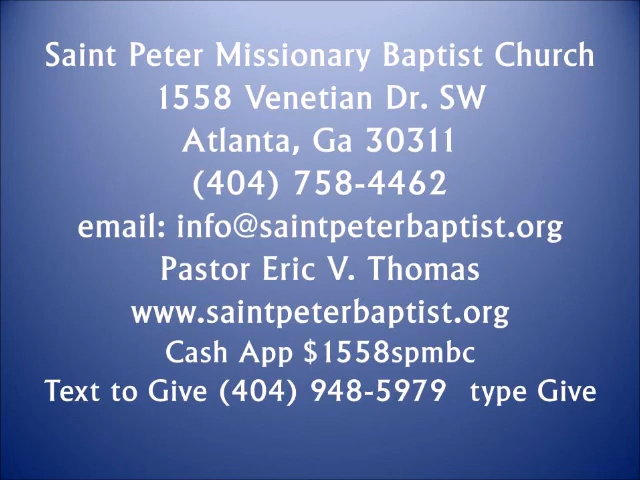 Saint Peter Missionary Baptist Church
1558 Venetian Dr. SW
Atlanta, Ga 30311
(404) 758-4462
email: info@saintpeterbaptist.org
Pastor Eric V. Thomas
www.saintpeterbaptist.org
Cash App $1558spmbc
Text to Give (404) 948-5979  type Give